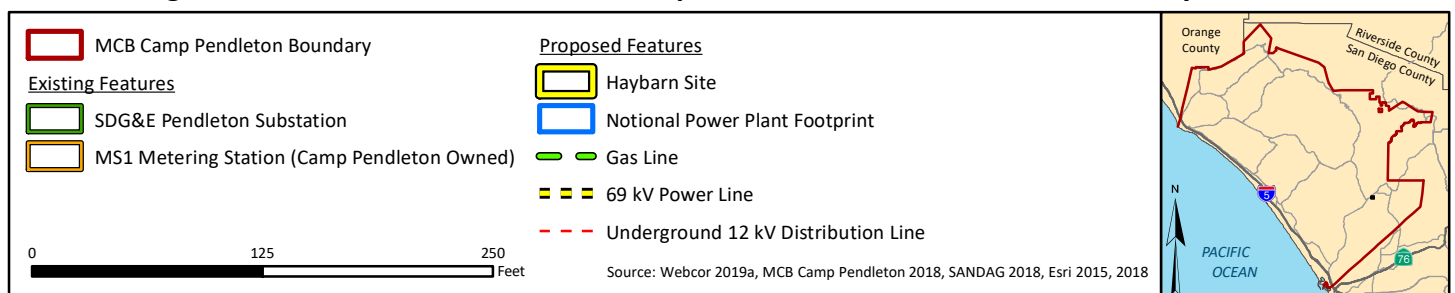 MCB Camp Pendleton Boundary
Existing Features
SDG&E Pendleton Substation
MS1 Metering Station (Camp Pendleton Owned)
Proposed Features
Haybarn Site
Notional Power Plant Footprint
Gas Line
69 kV Power Line
Underground 12 kV Distribution Line
0 125 250
Feet
Source: Webcor 2019a, MCB Camp Pendleton 2018, SANDAG 2018, Esri 2015, 2018
Orange
County
Riverside County
San Diego County
5
N
PACIFIC
OCEAN
76